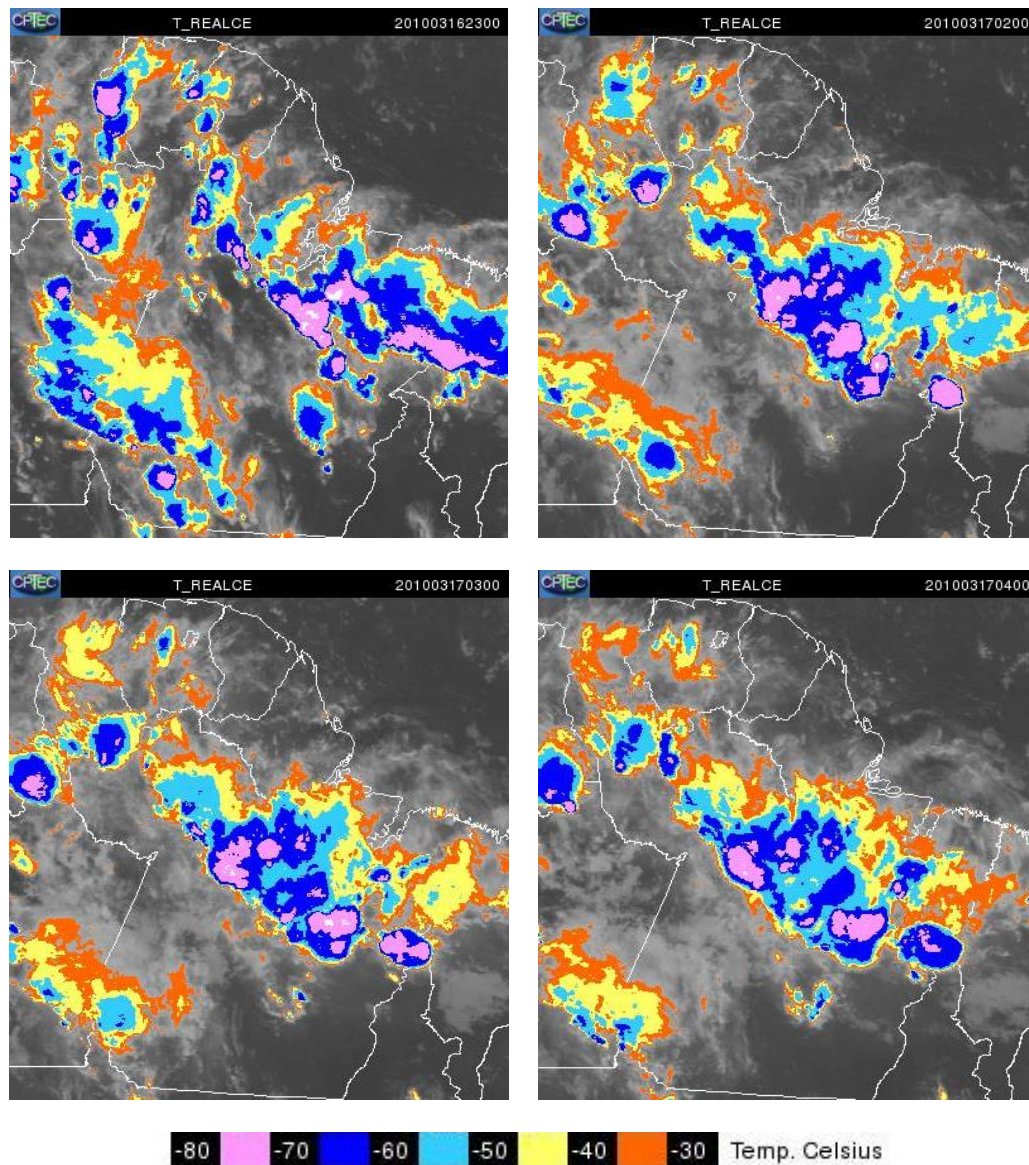 CPTEC T_REALCE 201003162300
CPTEC T_REALCE 201003170200
CPTEC T_REALCE 201003170300
CPTEC T_REALCE 201003170400
-80 -70 -60 -50 -40 -30 Temp. Celsius